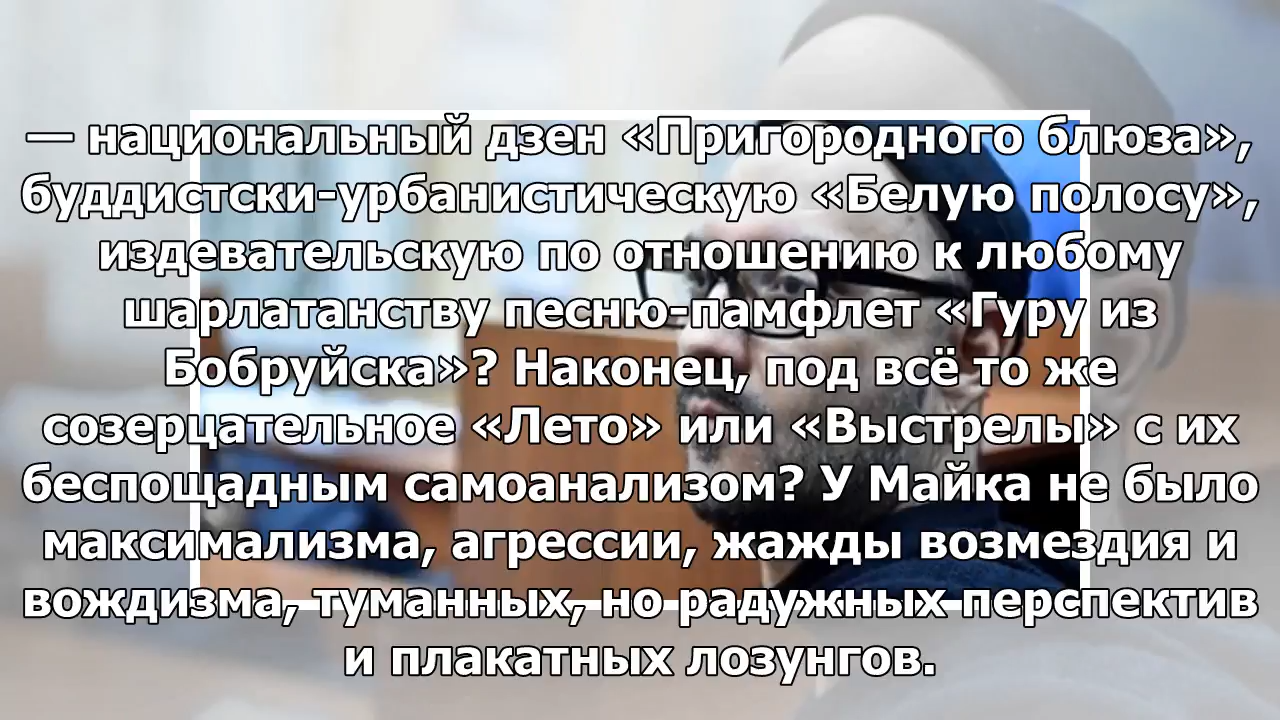 — национальный дзен «Пригородного блюза»,
буддистски-урбанистическую «Белую полосу»,
издевательскую по отношению к любому
шарлатанству песню-памфлет «Гуру из
Бобруйска»? Наконец, под всё то же
созерцательное «Лето» или «Выстрелы» с их
беспощадным самоанализом? У Майка не было
максимализма, агрессии, жажды возмездия и
вождизма, туманных, но радужных перспектив
и плакатных лозунгов.